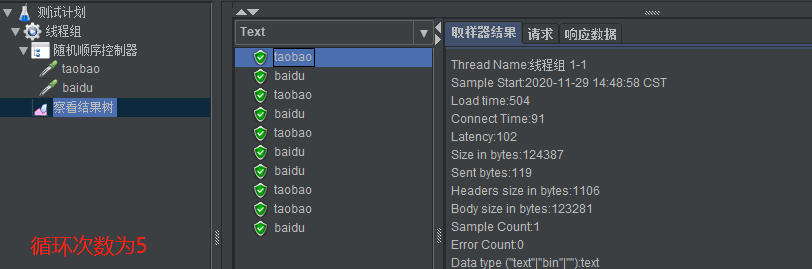 测试计划
线程组
随机顺序控制器
taobao
baidu
察看结果树
循环次数为5
Text
taobao
baidu
taobao
baidu
taobao
baidu
taobao
baidu
taobao
baidu
取样器结果 请求 响应数据
Thread Name:线程组 1-1
Sample Start:2020-11-29 14:48:58 CST
Load time:504
Connect Time:91
Latency:102
Size in bytes:124387
Sent bytes:119
Headers size in bytes:1106
Body size in bytes:123281
Sample Count:1
Error Count:0
Data type ("text"|"bin"|""):text